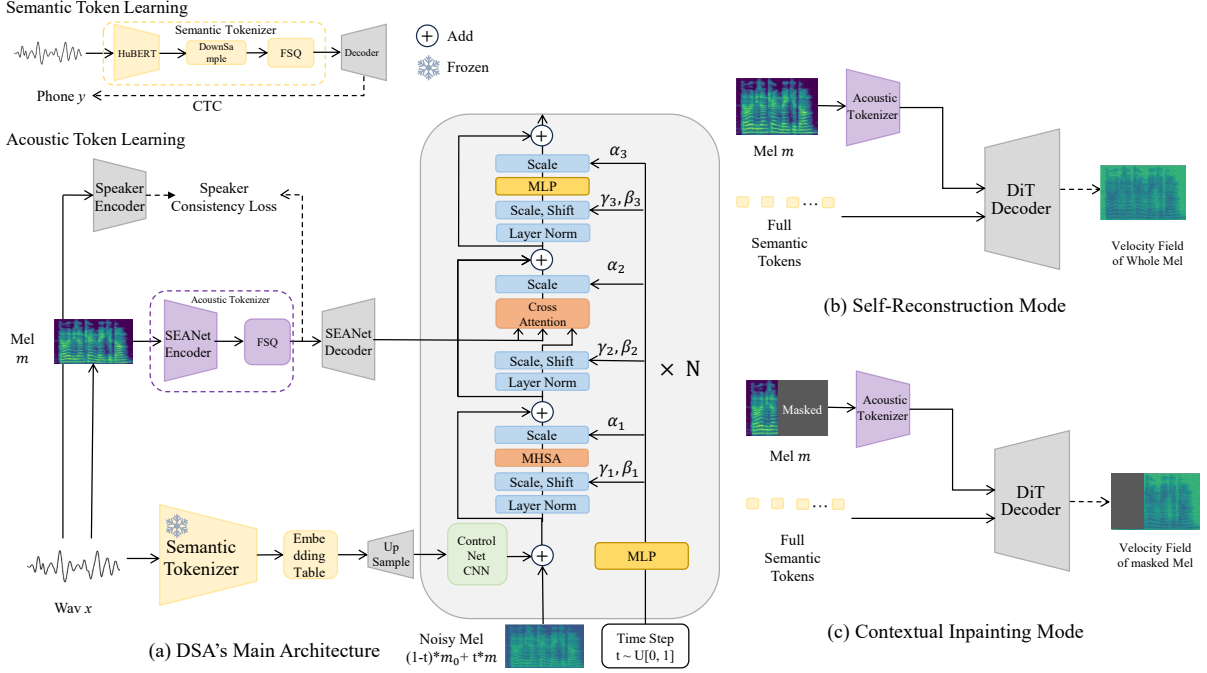 Semantic Token Learning
Semantic Tokenizer
HuBERT
DownSa
mple
FSQ
Decoder
Phone y
CTC
Add
Frozen
Acoustic Token Learning
Speaker
Encoder
Speaker
Consistency Loss
Mel
m
Acoustic Tokenizer
SEANet
Encoder
FSQ
SEANet
Decoder
Wav x
Semantic
Tokenizer
Embe
dding
Table
Up
Sample
Control
Net
CNN
Scale
α₃
MLP
Scale, Shift
γ₃, β₃
Layer Norm
Scale
α₂
Cross
Attention
Scale, Shift
γ₂, β₂
Layer Norm
Scale
α₁
MHSA
Scale, Shift
γ₁, β₁
Layer Norm
× N
MLP
Noisy Mel
(1-t)*m₀+ t*m
Time Step
t ~ U[0, 1]
(a) DSA's Main Architecture
Mel m
Acoustic
Tokenizer
Full
Semantic
Tokens
DiT
Decoder
Velocity Field
of Whole Mel
(b) Self-Reconstruction Mode
Masked
Mel m
Acoustic
Tokenizer
Full
Semantic
Tokens
DiT
Decoder
Velocity Field
of masked Mel
(c) Contextual Inpainting Mode